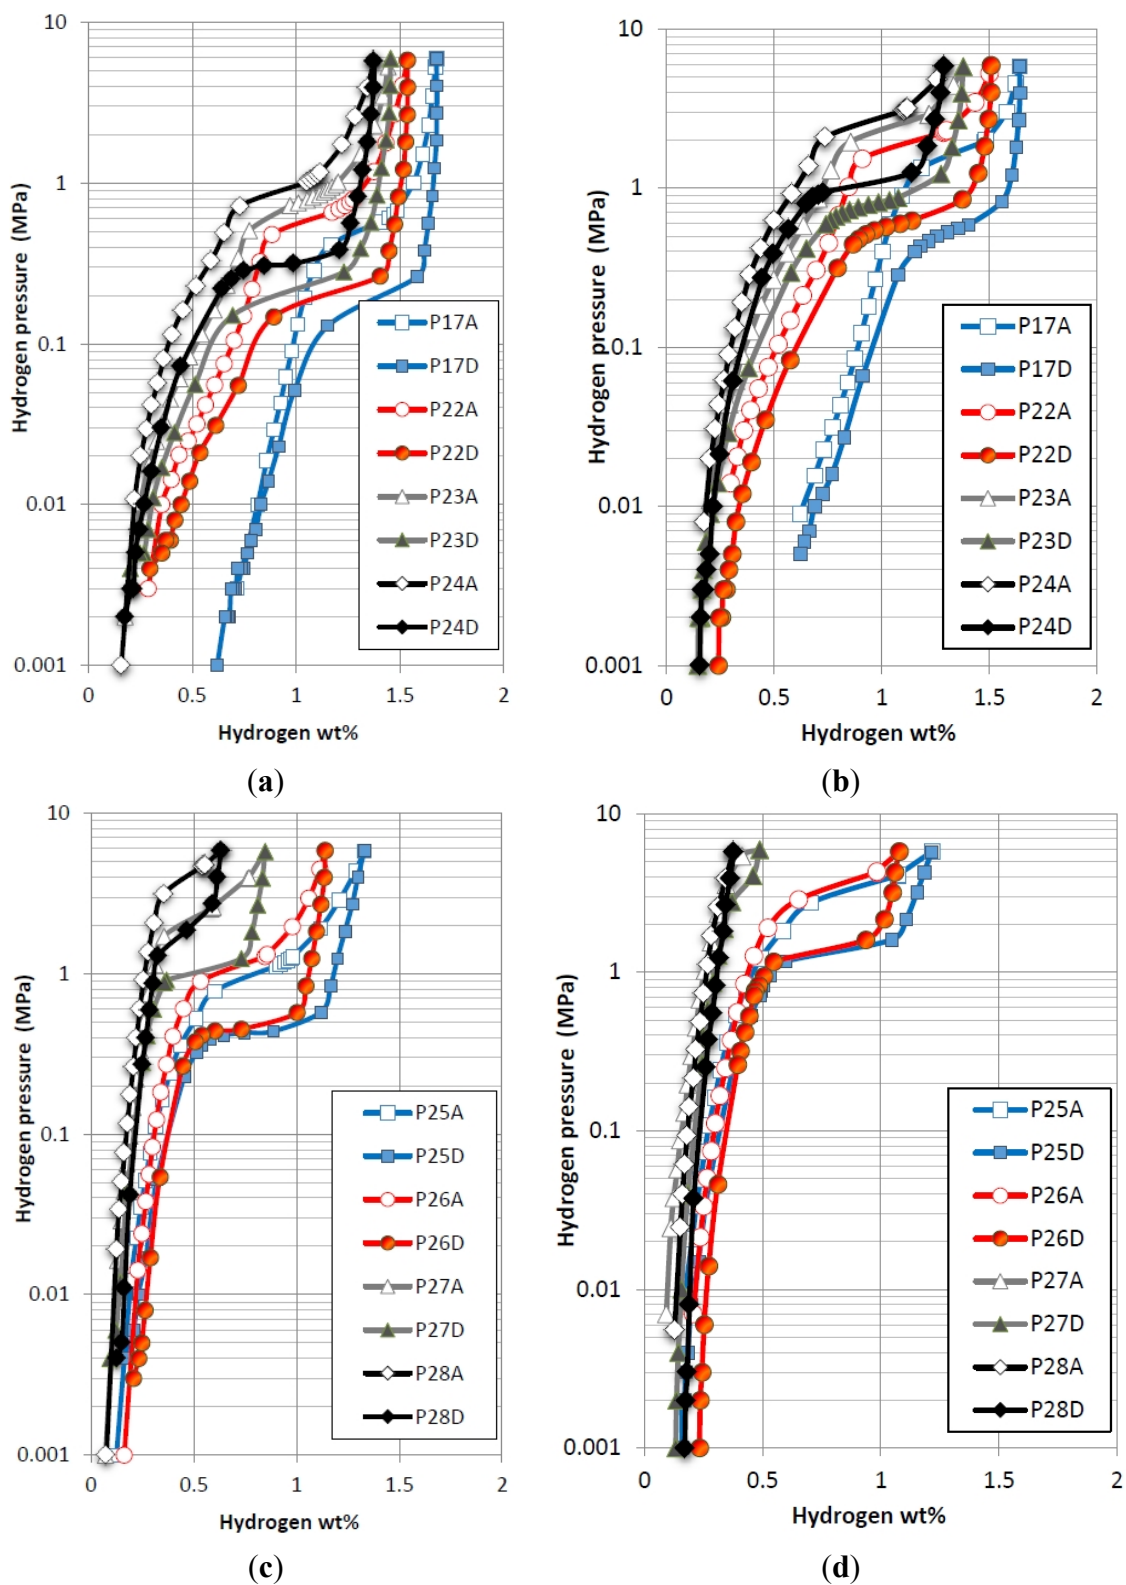 10
1
0.1
0.01
0.001
Hydrogen pressure (MPa)
0
0.5
1
1.5
2
Hydrogen wt%
P17A
P17D
P22A
P22D
P23A
P23D
P24A
P24D
(a)
10
1
0.1
0.01
0.001
Hydrogen pressure (MPa)
0
0.5
1
1.5
2
Hydrogen wt%
P17A
P17D
P22A
P22D
P23A
P23D
P24A
P24D
(b)
10
1
0.1
0.01
0.001
Hydrogen pressure (MPa)
0
0.5
1
1.5
2
Hydrogen wt%
P25A
P25D
P26A
P26D
P27A
P27D
P28A
P28D
(c)
10
1
0.1
0.01
0.001
Hydrogen pressure (MPa)
0
0.5
1
1.5
2
Hydrogen wt%
P25A
P25D
P26A
P26D
P27A
P27D
P28A
P28D
(d)